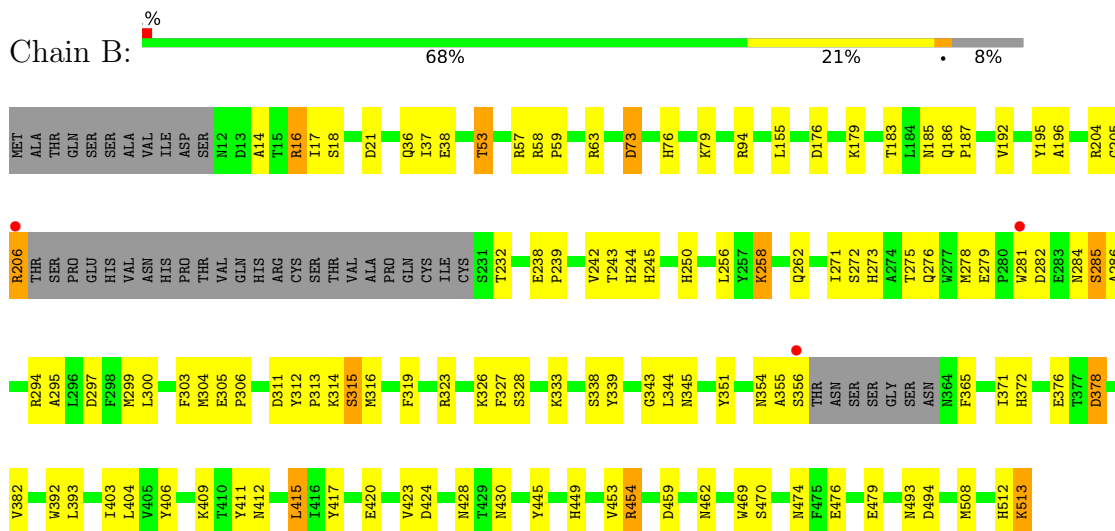 %
Chain B: 68% 21% • 8%
MET ALA THR GLN SER SER ALA VAL ILE ASP SER N12 D13 A14 T15 R16 I17 S18 D21 Q36 I37 E38 T53 R57 R58 P59 R63 D73 H76 K79 R94 L155 D176 K179 T183 L184 N185 Q186 P187 V192 Y195 A196 R204 G205
R206 THR SER PRO GLU HIS VAL ASN HIS PRO THR VAL GLN HIS ARG CYS SER THR VAL ALA PRO GLN CYS ILE CYS S231 T232 E238 P239 V242 T243 H244 H245 H250 L256 Y257 K258 Q262 I271 S272 H273 A274 T275 Q276 W277 M278 E279 P280 W281 D282 E283 N284 S285 A286
R294 A295 L296 D297 F298 M299 L300 F303 M304 E305 P306 D311 Y312 P313 K314 S315 M316 F319 R323 K326 F327 S328 K333 S338 Y339 G343 L344 N345 Y351 N354 A355 S356 THR ASN SER SER GLY SER ASN N364 F365 I371 H372 E376 T377 D378
V382 W392 L393 I403 L404 V405 Y406 K409 T410 Y411 N412 L415 I416 Y417 E420 V423 D424 N428 T429 N430 Y445 H449 V453 R454 D459 N462 W469 S470 N474 F475 E476 E479 N493 D494 M508 H512 K513